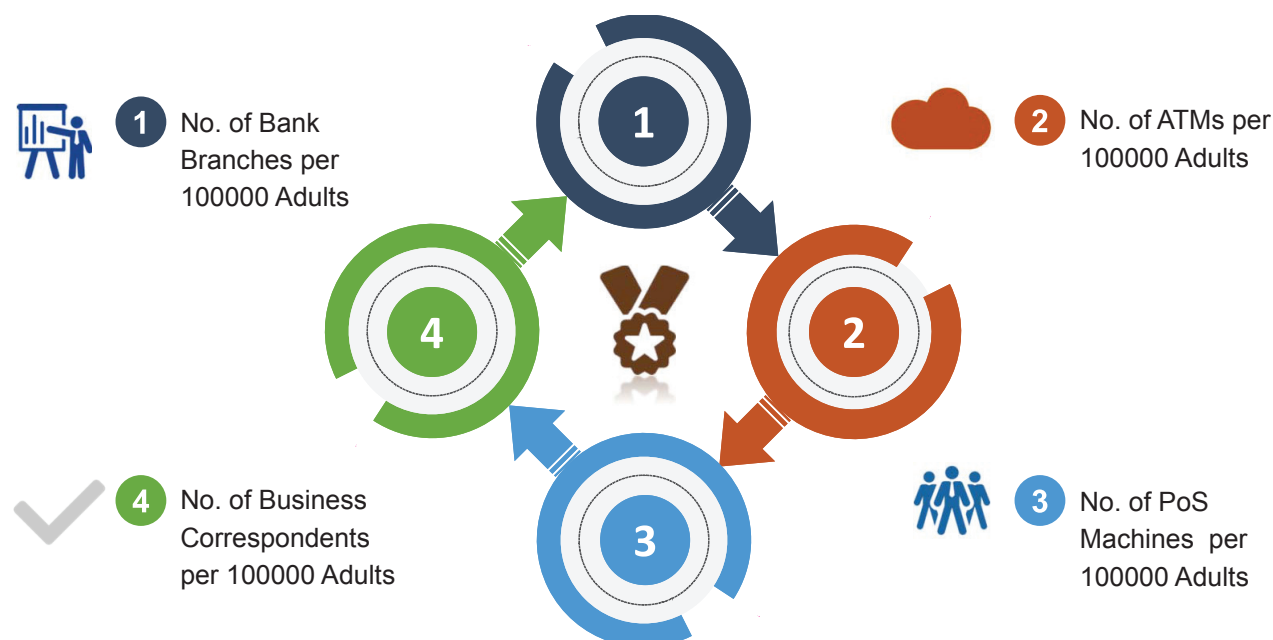 1
1
No. of Bank
Branches per
100000 Adults
2
No. of ATMs per
100000 Adults
4
2
4
No. of Business
Correspondents
per 100000 Adults
3
3
No. of PoS
Machines per
100000 Adults